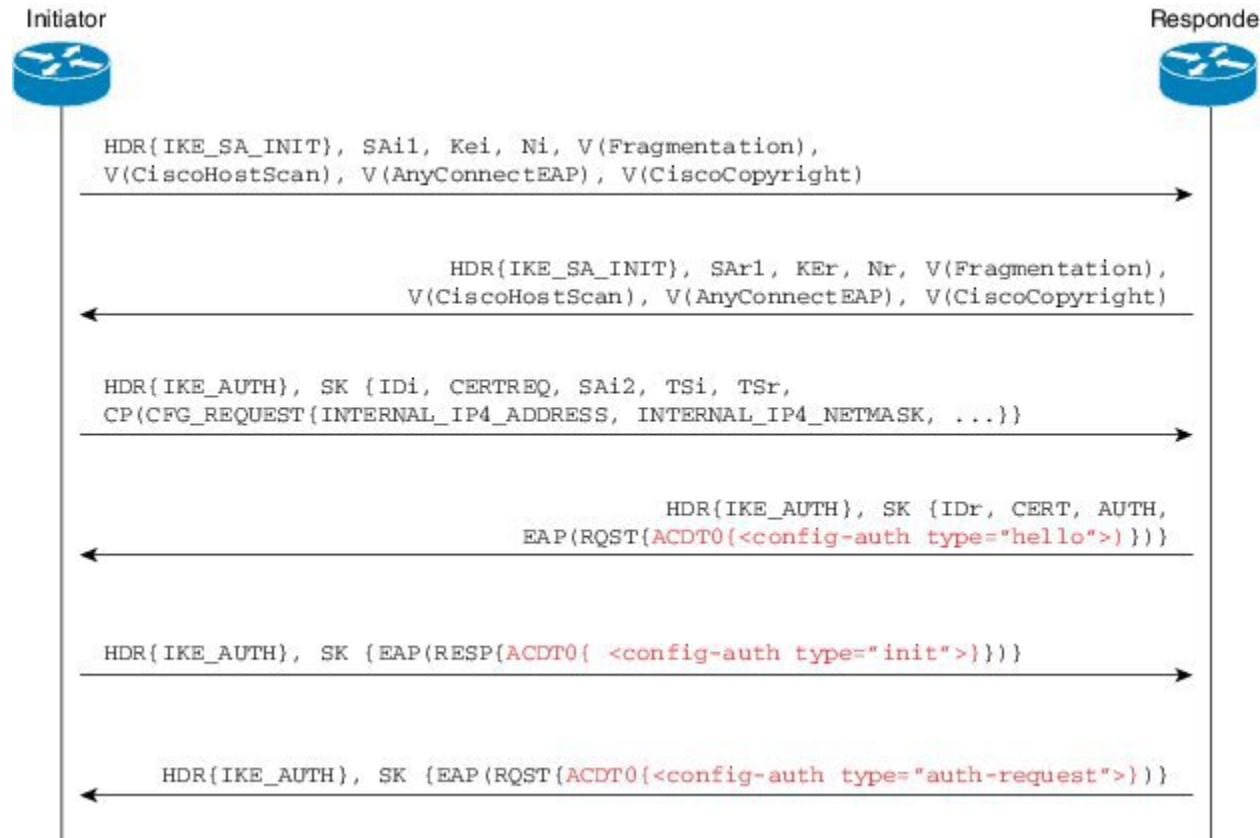 Initiator
Responde
HDR{IKE_SA_INIT}, SAi1, Kei, Ni, V(Fragmentation),
V(CiscoHostScan), V(AnyConnectEAP), V(CiscoCopyright)
HDR{IKE_SA_INIT}, SAr1, KEr, Nr, V(Fragmentation),
V(CiscoHostScan), V(AnyConnectEAP), V(CiscoCopyright)
HDR{IKE_AUTH}, SK {IDi, CERTREQ, SAi2, TSi, TSr,
CP(CFG_REQUEST{INTERNAL_IP4_ADDRESS, INTERNAL_IP4_NETMASK, ...}}
HDR{IKE_AUTH}, SK {IDr, CERT, AUTH,
EAP(RQST{ACDT0{<config-auth type="hello">)})}
HDR{IKE_AUTH}, SK {EAP(RESP{ACDT0{ <config-auth type="init">}})}
HDR{IKE_AUTH}, SK {EAP(RQST{ACDT0{<config-auth type="auth-request">})}